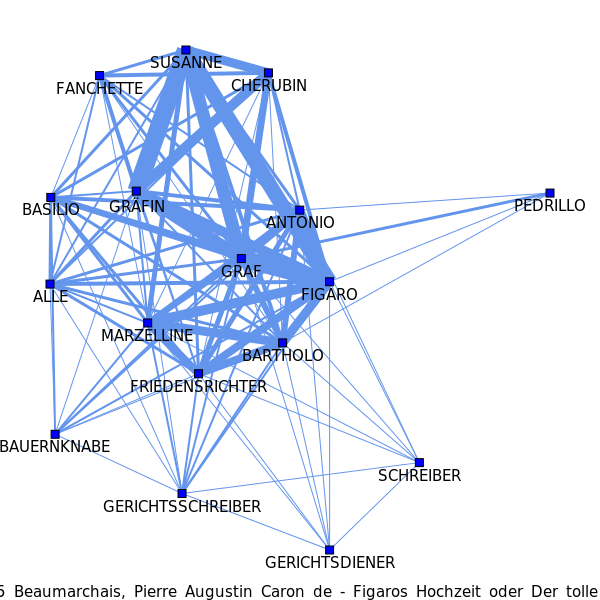 SUSANNE
FANCHETTE
CHERUBIN
BASILIO
GRÄFIN
ANTONIO
PEDRILLO
GRAF
ALLE
FIGARO
MARZELLINE
BARTHOLO
FRIEDENSRICHTER
BAUERNKNABE
SCHREIBER
GERICHTSSCHREIBER
GERICHTSDIENER
5 Beaumarchais, Pierre Augustin Caron de - Figaros Hochzeit oder Der tolle